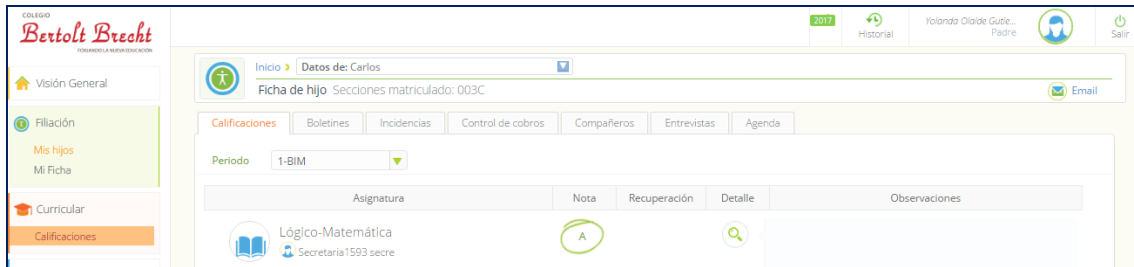 COLEGIO
Bertolt Brecht
FORJANDO LA NUEVA EDUCACIÓN
2017
Historial
Yolanda Olaide Gutie...
Padre
Salir
Visión General
Filiación
Mis hijos
Mi Ficha
Curricular
Calificaciones
Inicio > Datos de: Carlos
Ficha de hijo Secciones matriculado: 003C
Email
Calificaciones Boletines Incidencias Control de cobros Compañeros Entrevistas Agenda
Periodo 1-BIM
Asignatura Nota Recuperación Detalle Observaciones
Lógico-Matemática
A
Secretaria1593 secre